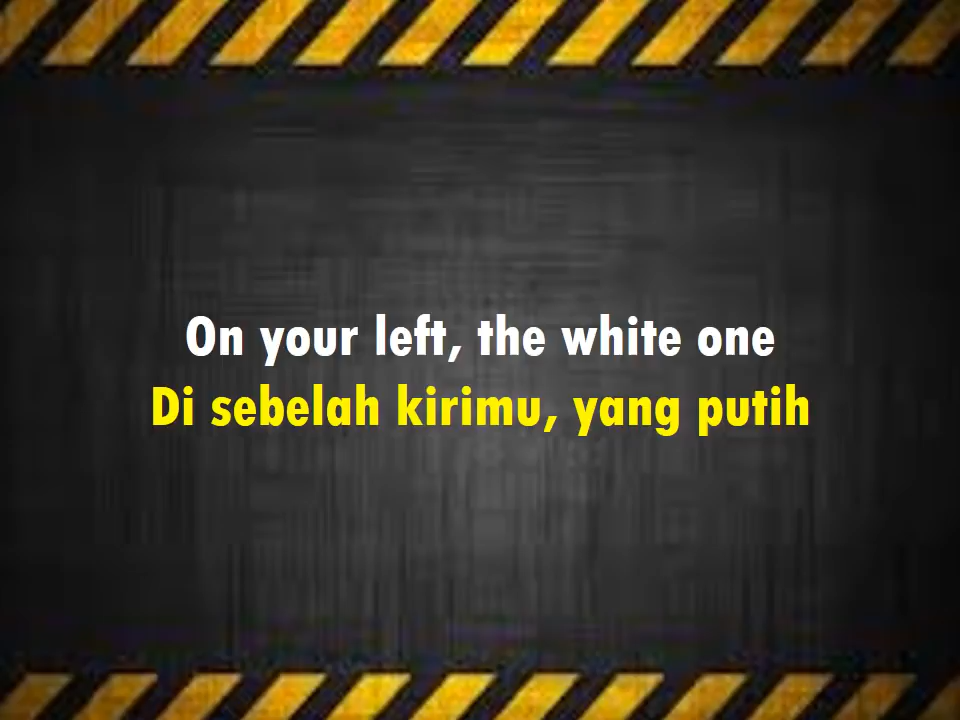 On your left, the white one
Di sebelah kirimu, yang putih